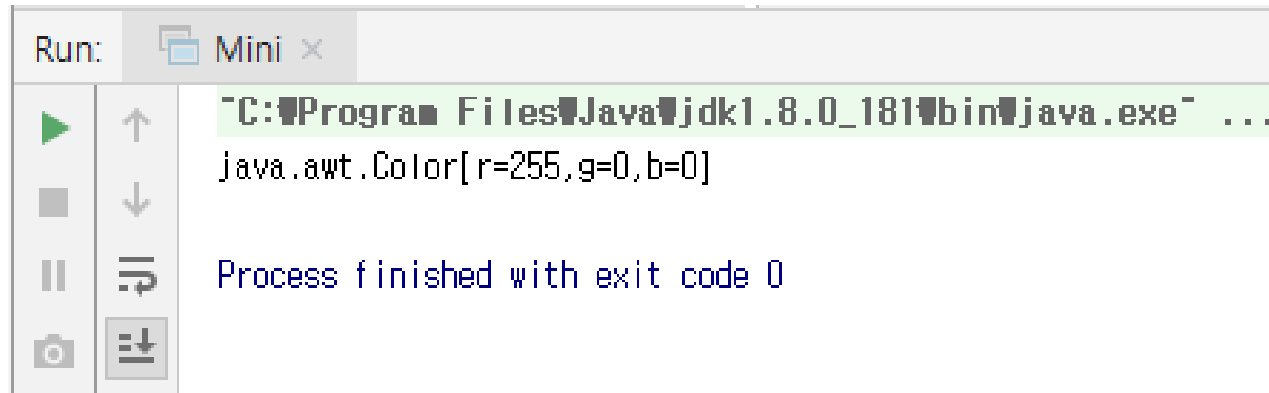 Run: Mini ×
"C:₩Program Files₩Java₩jdk1.8.0_181₩bin₩java.exe" ...
java.awt.Color[r=255,g=0,b=0]
Process finished with exit code 0